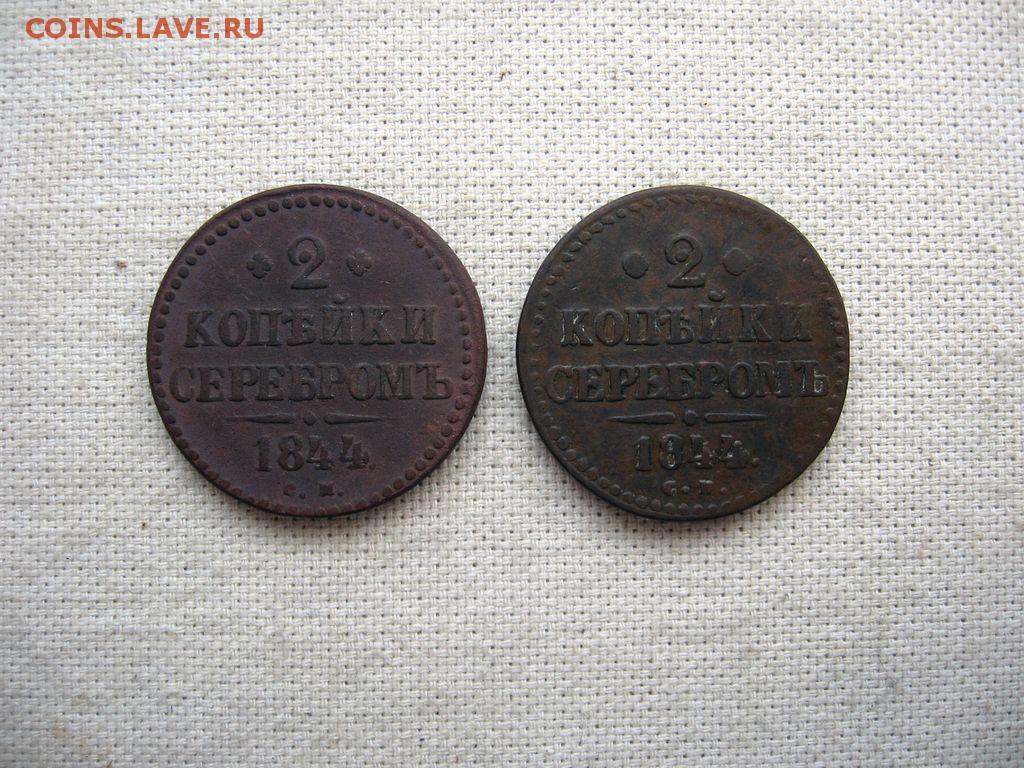 COINS.LAVE.RU
2
КОПѢЙКИ
СЕРЕБРОМЪ
1844.
С. М.
2
КОПѢЙКИ
СЕРЕБРОМЪ
1844.